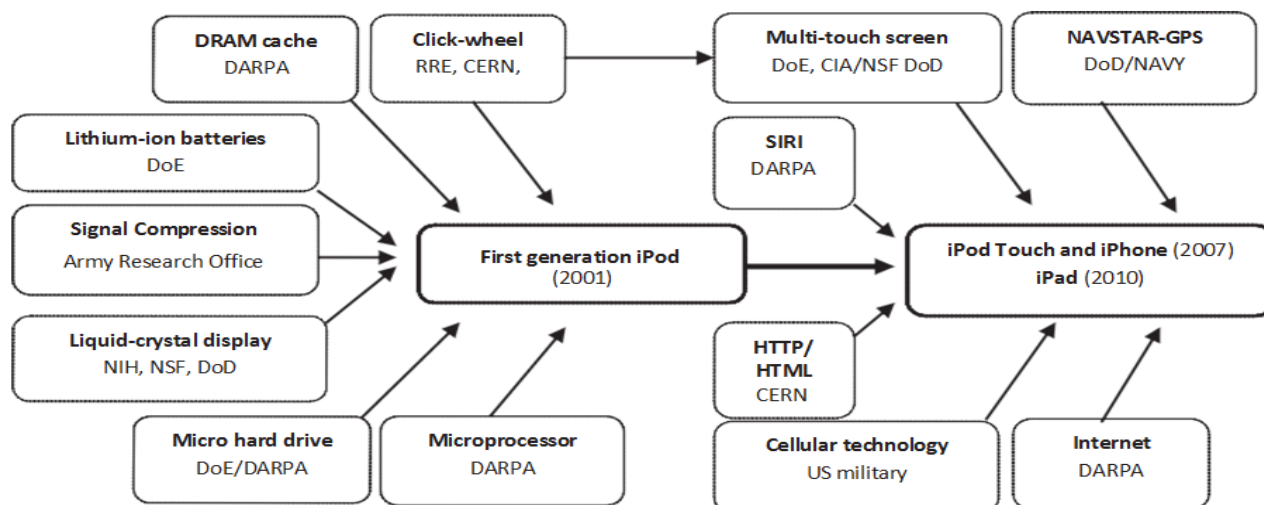 DRAM cache
DARPA
Click-wheel
RRE, CERN,
Multi-touch screen
DoE, CIA/NSF DoD
NAVSTAR-GPS
DoD/NAVY
Lithium-ion batteries
DoE
SIRI
DARPA
Signal Compression
Army Research Office
First generation iPod
(2001)
iPod Touch and iPhone (2007)
iPad (2010)
Liquid-crystal display
NIH, NSF, DoD
HTTP/
HTML
CERN
Micro hard drive
DoE/DARPA
Microprocessor
DARPA
Cellular technology
US military
Internet
DARPA